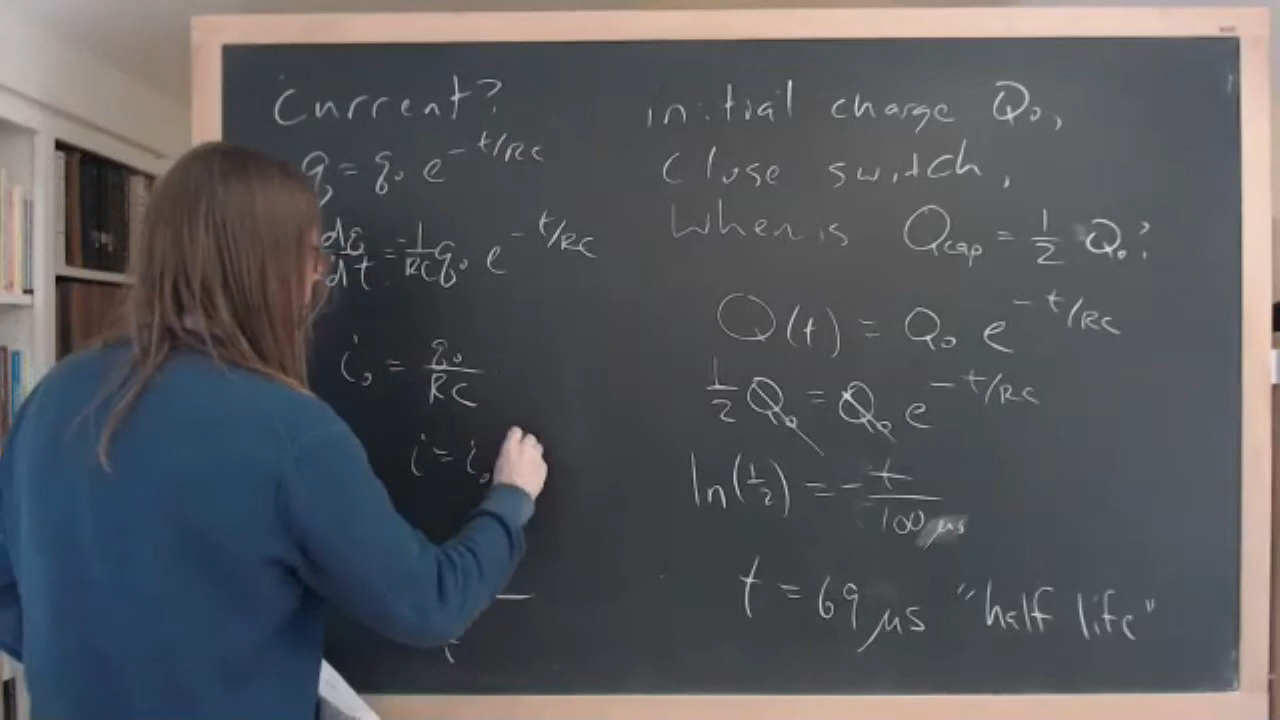 Current?
q = q₀ e^{-t/RC}
dq/dt = -1/RC q₀ e^{-t/RC}
i₀ = q₀/RC
i = i₀
initial charge Q₀,
Close switch,
When is Q_cap = 1/2 Q₀?
Q(t) = Q₀ e^{-t/RC}
1/2 Q₀ = Q₀ e^{-t/RC}
ln(1/2) = -t/100 μs
t = 69 μs "half life"